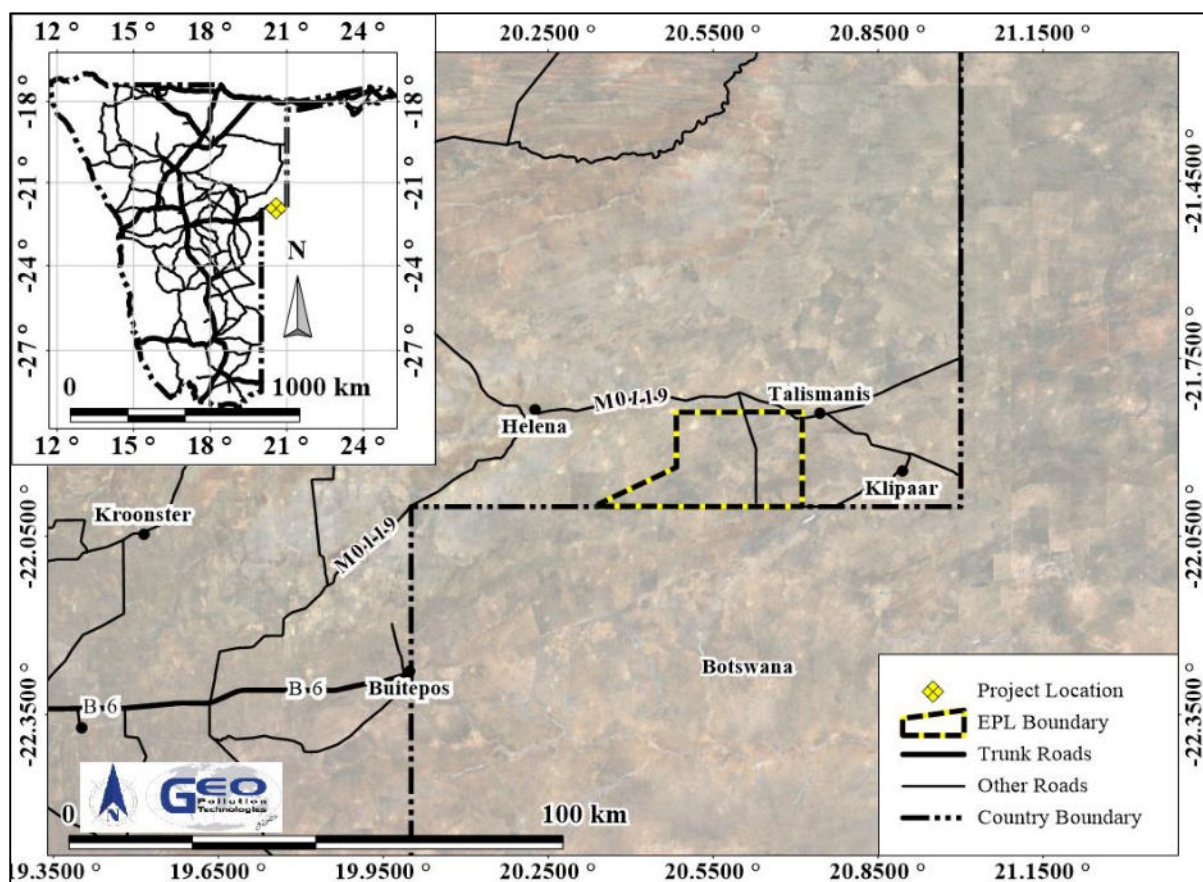 12 15 18 21 24
20.2500 ° 20.5500 ° 20.8500 ° 21.1500 °
-18
-21
-24
-27
-18
-21
-24
-27
N
0 1000 km
12 15 18 21 24
-21.4500 °
-21.7500 °
-22.0500 °
-22.3500 °
M0119
Talismanis
Helena
Klipaar
Kroonster
M0119
-22.0500 °
-22.3500 °
Botswana
B 6
B 6
Buitepos
Project Location
EPL Boundary
Trunk Roads
Other Roads
Country Boundary
N
GEO
Pollution
Technologies
0 100 km
19.3500 ° 19.6500 ° 19.9500 ° 20.2500 ° 20.5500 ° 20.8500 ° 21.1500 °